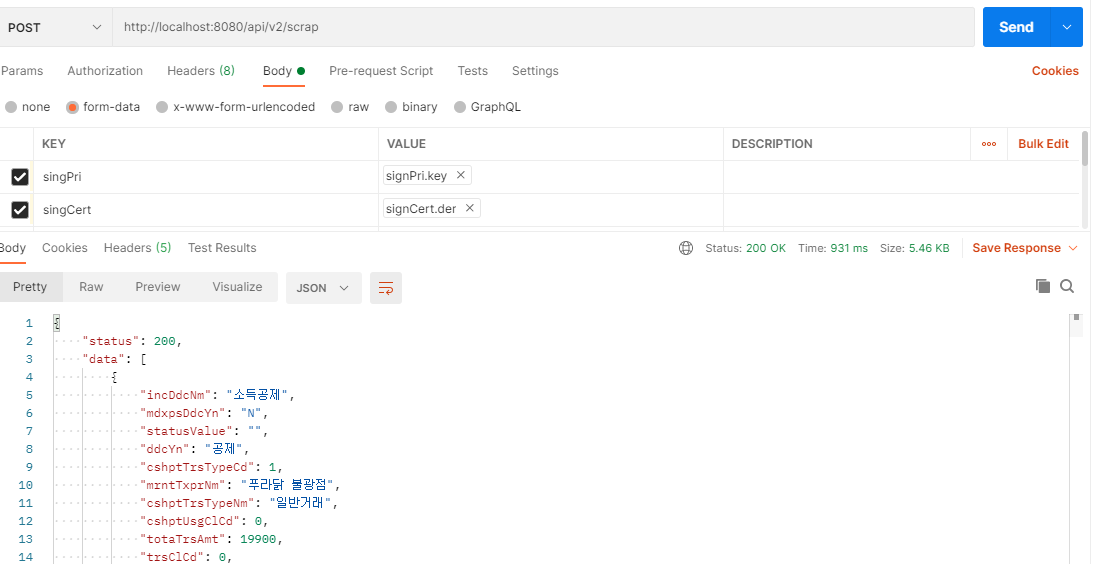 POST http://localhost:8080/api/v2/scrap Send
Params Authorization Headers (8) Body Pre-request Script Tests Settings Cookies
none form-data x-www-form-urlencoded raw binary GraphQL
KEY VALUE DESCRIPTION ooo Bulk Edit
singPri signPri.key ×
singCert signCert.der ×
Body Cookies Headers (5) Test Results Status: 200 OK Time: 931 ms Size: 5.46 KB Save Response
Pretty Raw Preview Visualize JSON
1 {
2 "status": 200,
3 "data": [
4 {
5 "incDdcNm": "소득공제",
6 "mdxpsDdcYn": "N",
7 "statusValue": "",
8 "ddcYn": "공제",
9 "cshptTrsTypeCd": 1,
10 "mrntTxprNm": "푸라닭 불광점",
11 "cshptTrsTypeNm": "일반거래",
12 "cshptUsgClCd": 0,
13 "totaTrsAmt": 19900,
14 "trsClCd": 0,